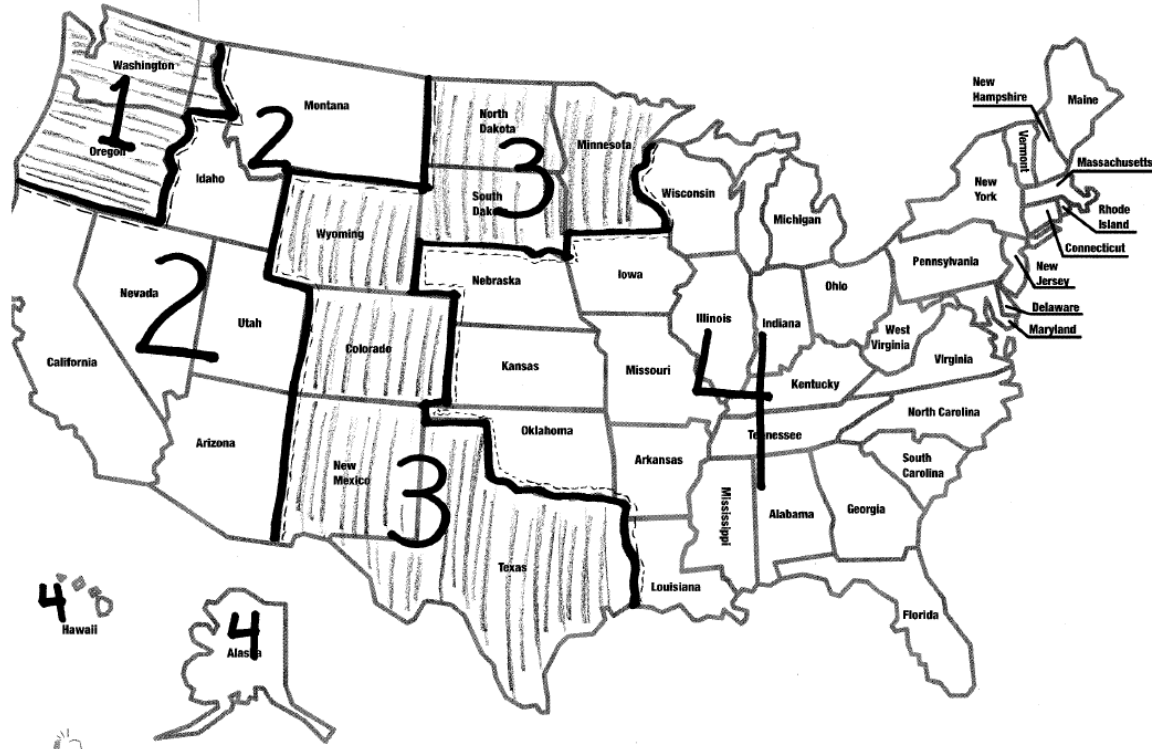 Washington
1
Oregon
Montana
2
Idaho
North
Dakota
3
South
Dakota
Minnesota
Wyoming
Wisconsin
Michigan
New
Hampshire
Maine
Vermont
Massachusetts
New
York
Rhode
Island
Connecticut
Nevada
2
Utah
California
Nebraska
Iowa
Pennsylvania
New
Jersey
Ohio
Illinois
Indiana
Delaware
Maryland
West
Virginia
Virginia
Colorado
Kansas
Missouri
Kentucky
4
Arizona
New
Mexico
3
Oklahoma
Arkansas
Tennessee
North Carolina
South
Carolina
Mississippi
Alabama
Georgia
Texas
Louisiana
Florida
4
Hawaii
4
Alaska